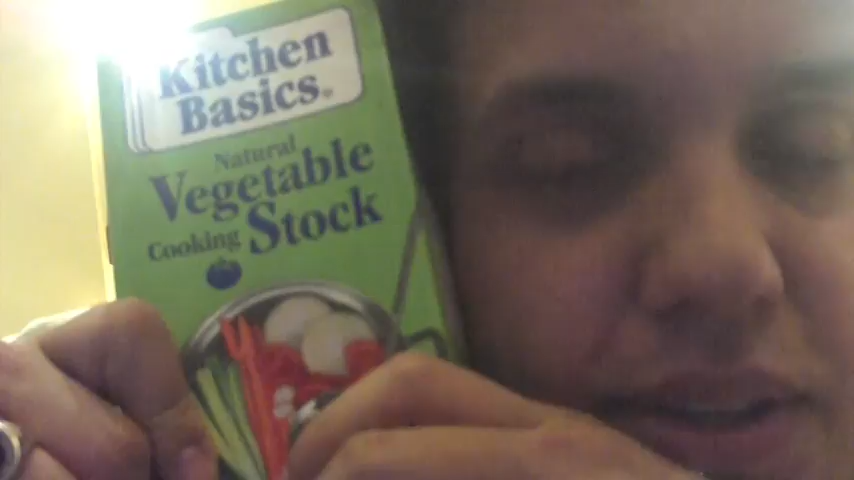 Kitchen
Basics®
Natural
Vegetable
Cooking Stock